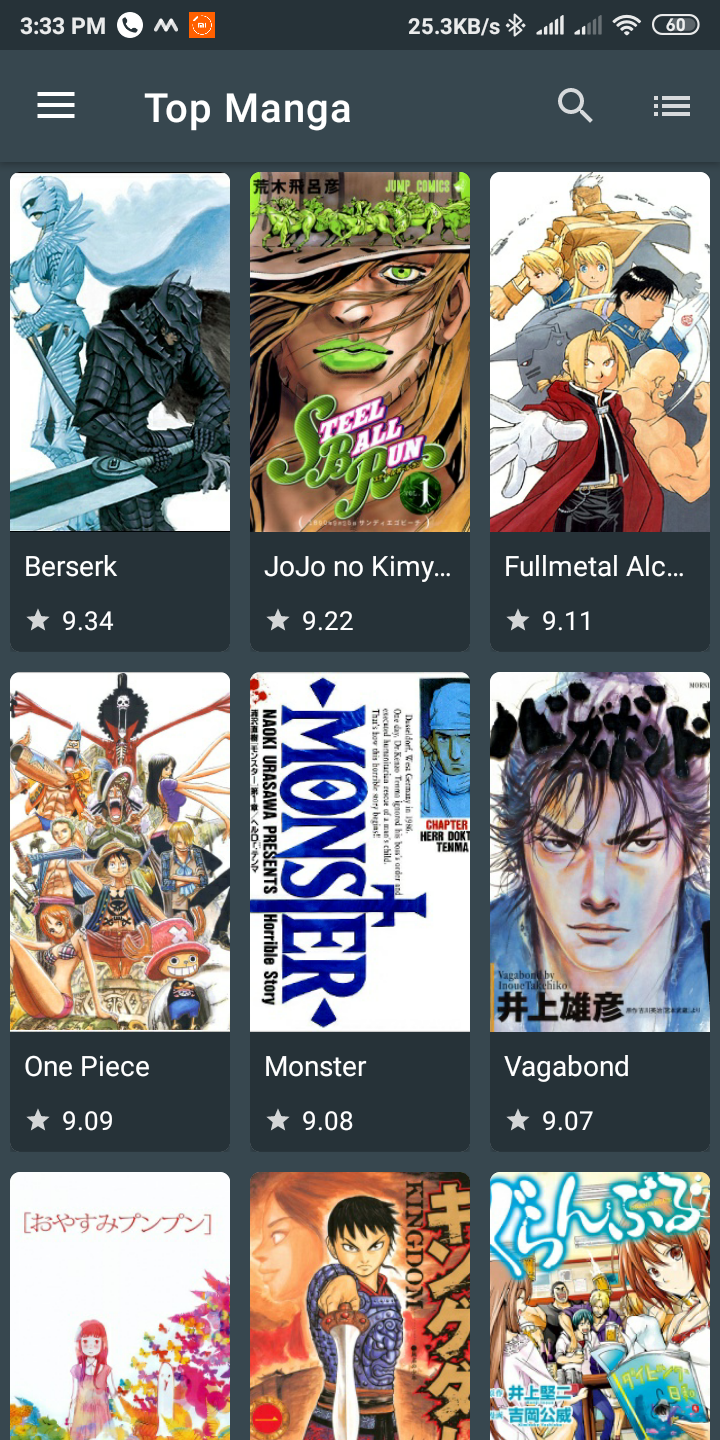 3:33 PM
25.3KB/s
60
Top Manga
荒木飛呂彦
JUMP COMICS
STEEL
BALL
RUN
VOL. 1
Berserk
9.34
JoJo no Kimy...
9.22
Fullmetal Alc...
9.11
MONSTER
NAOKI URASAWA PRESENTS Horrible Story
Dusseldorf, West Germany in 1986.
One day, Dr.Kenzo Tenma ignored his boss's order and
executed humanitarian rescue of a man's child.
That's how this horrible story begins!!
CHAPTER
HERR DOKT
TENMA
バガボンド
Vagabond by
Inoue Takehiko
井上雄彦
One Piece
9.09
Monster
9.08
Vagabond
9.07
[おやすみプンプン]
KINGDOM
キングダ
一
ぐらんぶる
井上堅二
吉岡公威